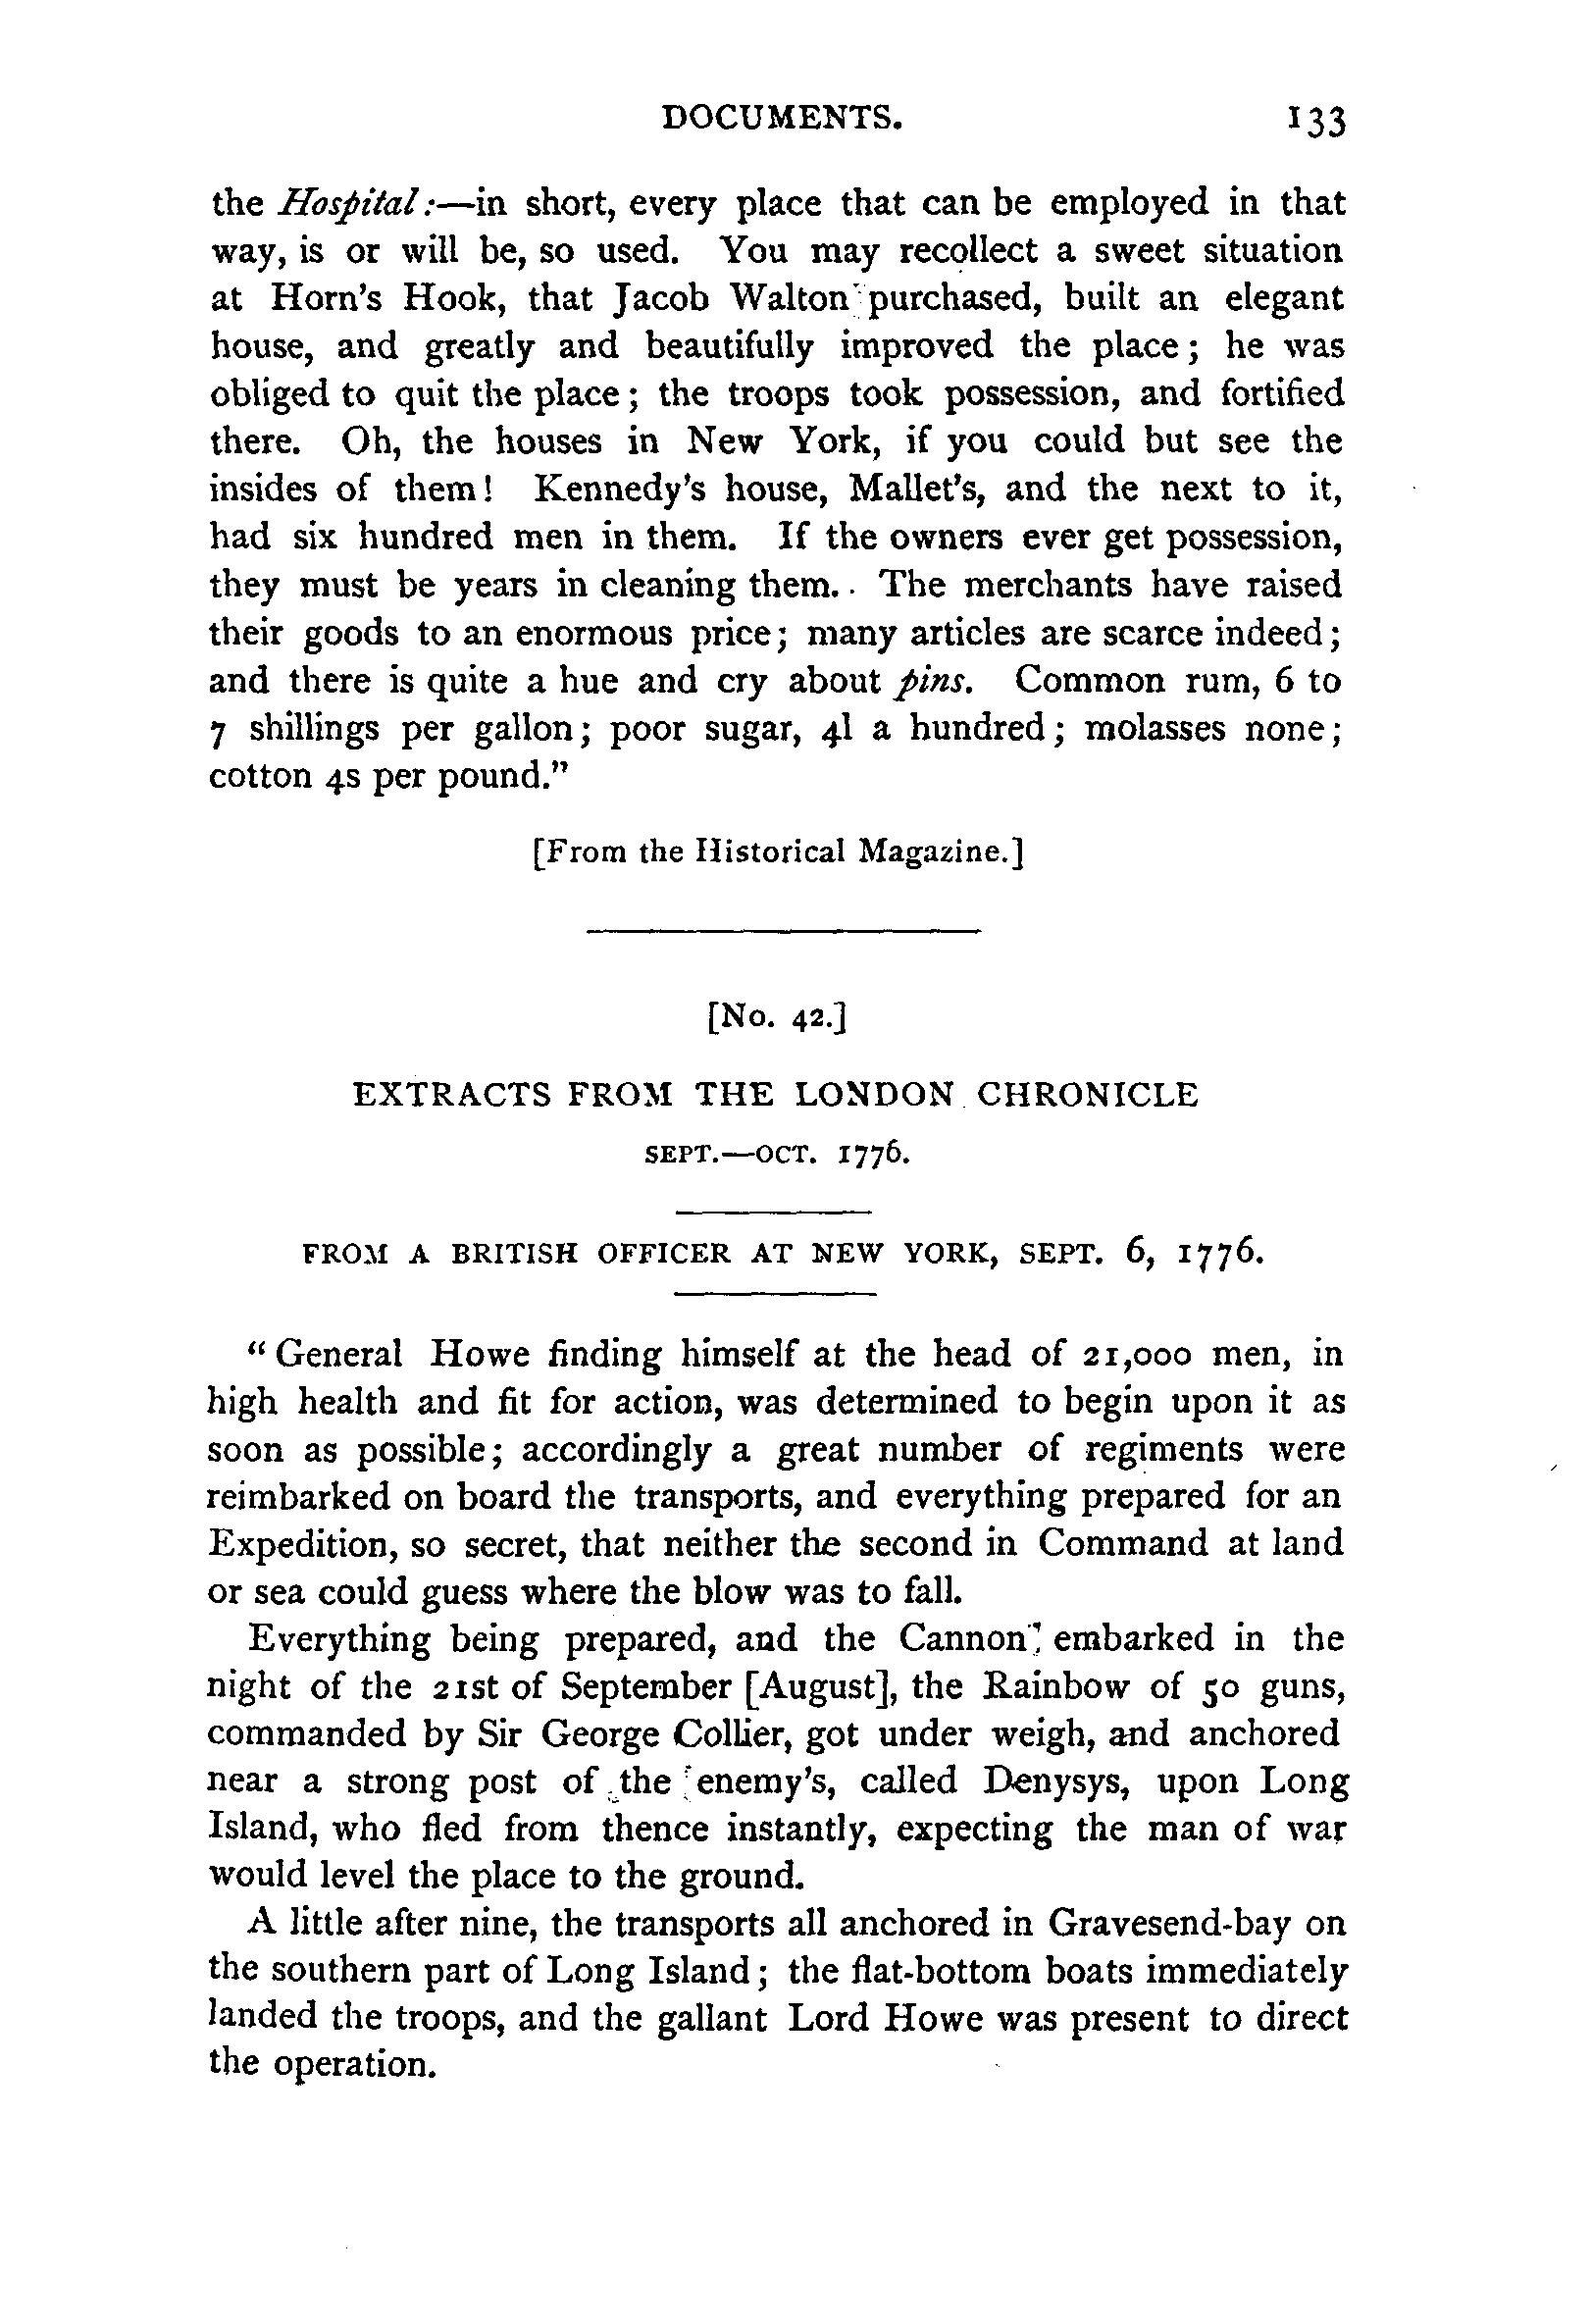 DOCUMENTS. 133
the Hospital:—in short, every place that can be employed in that
way, is or will be, so used. You may recollect a sweet situation
at Horn's Hook, that Jacob Walton purchased, built an elegant
house, and greatly and beautifully improved the place; he was
obliged to quit the place; the troops took possession, and fortified
there. Oh, the houses in New York, if you could but see the
insides of them! Kennedy's house, Mallet's, and the next to it,
had six hundred men in them. If the owners ever get possession,
they must be years in cleaning them. The merchants have raised
their goods to an enormous price; many articles are scarce indeed;
and there is quite a hue and cry about pins. Common rum, 6 to
7 shillings per gallon; poor sugar, 4l a hundred; molasses none;
cotton 4s per pound."
[From the Historical Magazine.]
[No. 42.]
EXTRACTS FROM THE LONDON CHRONICLE
SEPT.—OCT. 1776.
FROM A BRITISH OFFICER AT NEW YORK, SEPT. 6, 1776.
"General Howe finding himself at the head of 21,000 men, in
high health and fit for action, was determined to begin upon it as
soon as possible; accordingly a great number of regiments were
reimbarked on board the transports, and everything prepared for an
Expedition, so secret, that neither the second in Command at land
or sea could guess where the blow was to fall.
Everything being prepared, and the Cannon embarked in the
night of the 21st of September [August], the Rainbow of 50 guns,
commanded by Sir George Collier, got under weigh, and anchored
near a strong post of the enemy's, called Denysys, upon Long
Island, who fled from thence instantly, expecting the man of war
would level the place to the ground.
A little after nine, the transports all anchored in Gravesend-bay on
the southern part of Long Island; the flat-bottom boats immediately
landed the troops, and the gallant Lord Howe was present to direct
the operation.